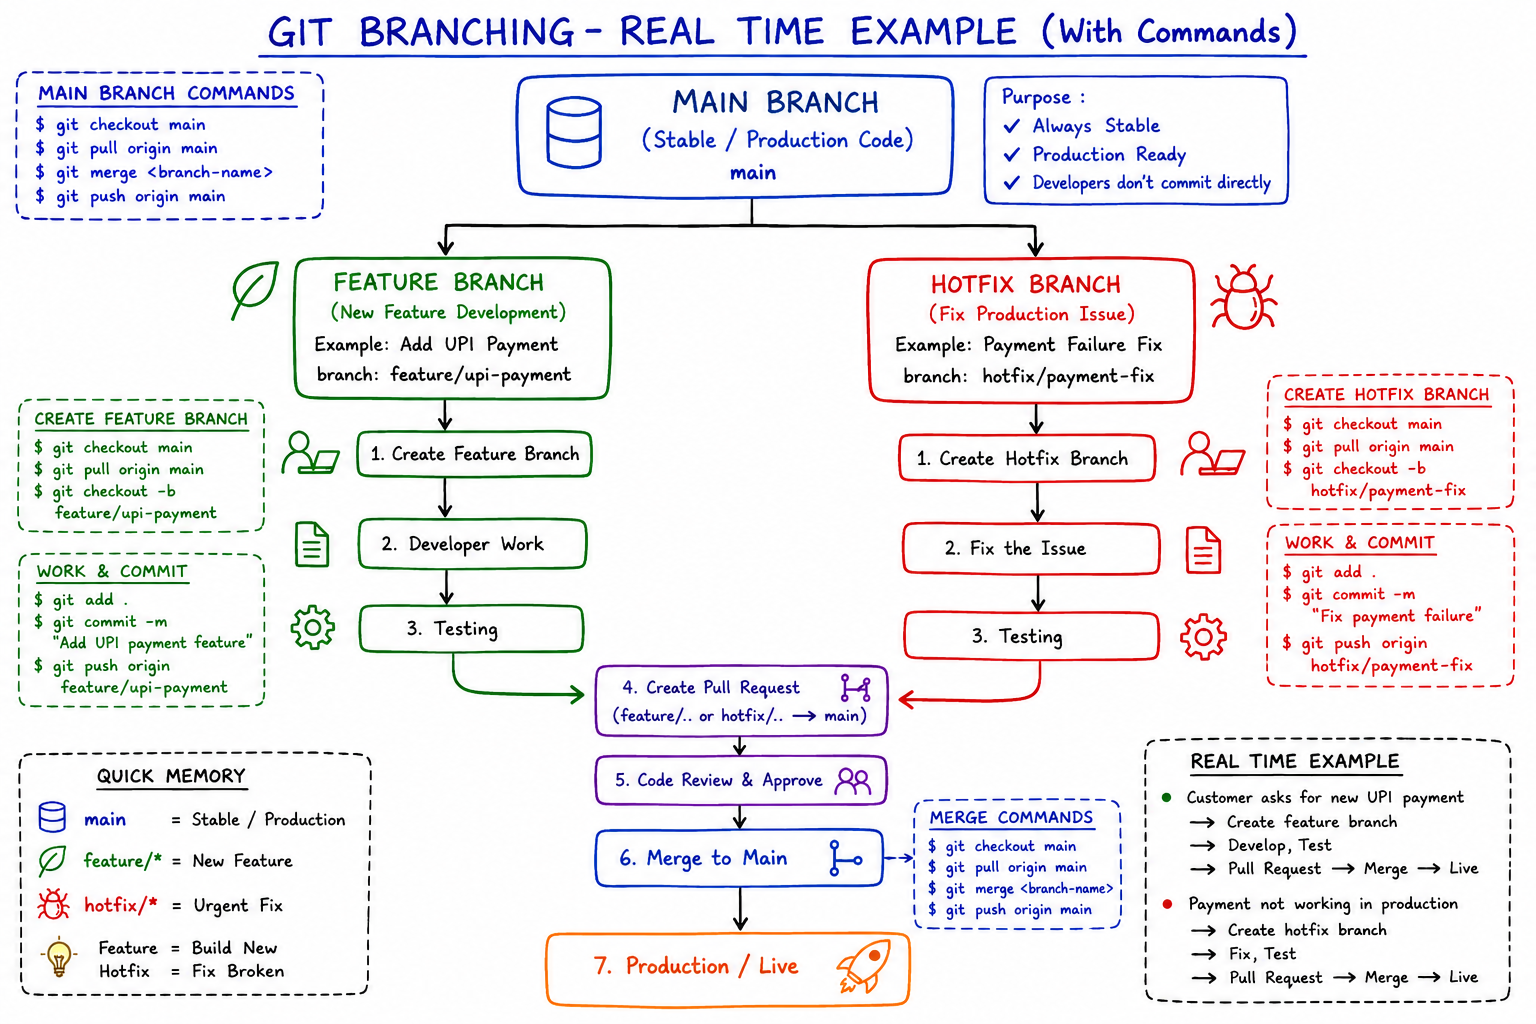 GIT BRANCHING - REAL TIME EXAMPLE (With Commands)
MAIN BRANCH COMMANDS
$ git checkout main
$ git pull origin main
$ git merge <branch-name>
$ git push origin main
MAIN BRANCH
(Stable / Production Code)
main
Purpose :
✓ Always Stable
✓ Production Ready
✓ Developers don't commit directly
FEATURE BRANCH
(New Feature Development)
Example: Add UPI Payment
branch: feature/upi-payment
HOTFIX BRANCH
(Fix Production Issue)
Example: Payment Failure Fix
branch: hotfix/payment-fix
CREATE FEATURE BRANCH
$ git checkout main
$ git pull origin main
$ git checkout -b
feature/upi-payment
1. Create Feature Branch
2. Developer Work
3. Testing
WORK & COMMIT
$ git add .
$ git commit -m
"Add UPI payment feature"
$ git push origin
feature/upi-payment
1. Create Hotfix Branch
2. Fix the Issue
3. Testing
CREATE HOTFIX BRANCH
$ git checkout main
$ git pull origin main
$ git checkout -b
hotfix/payment-fix
WORK & COMMIT
$ git add .
$ git commit -m
"Fix payment failure"
$ git push origin
hotfix/payment-fix
4. Create Pull Request
(feature/.. or hotfix/.. → main)
5. Code Review & Approve
6. Merge to Main
7. Production / Live
MERGE COMMANDS
$ git checkout main
$ git pull origin main
$ git merge <branch-name>
$ git push origin main
QUICK MEMORY
main = Stable / Production
feature/* = New Feature
hotfix/* = Urgent Fix
Feature = Build New
Hotfix = Fix Broken
REAL TIME EXAMPLE
● Customer asks for new UPI payment
→ Create feature branch
→ Develop, Test
→ Pull Request → Merge → Live
● Payment not working in production
→ Create hotfix branch
→ Fix, Test
→ Pull Request → Merge → Live